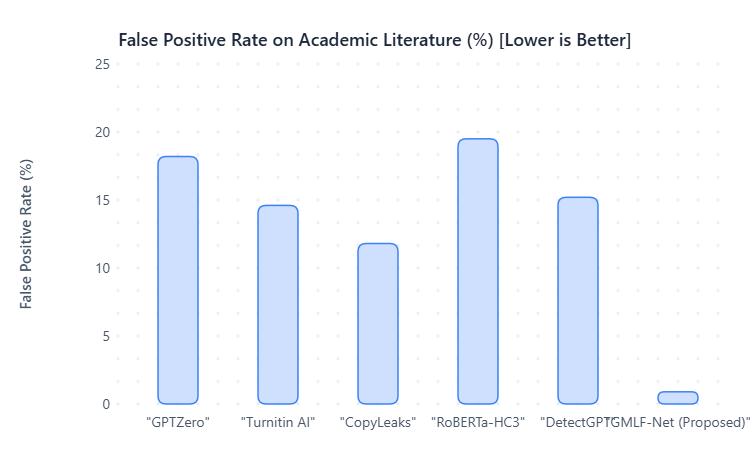 False Positive Rate on Academic Literature (%) [Lower is Better]
False Positive Rate (%)
25
20
15
10
5
0
"GPTZero"
"Turnitin AI"
"CopyLeaks"
"RoBERTa-HC3"
"DetectGPT"
"GMLF-Net (Proposed)"